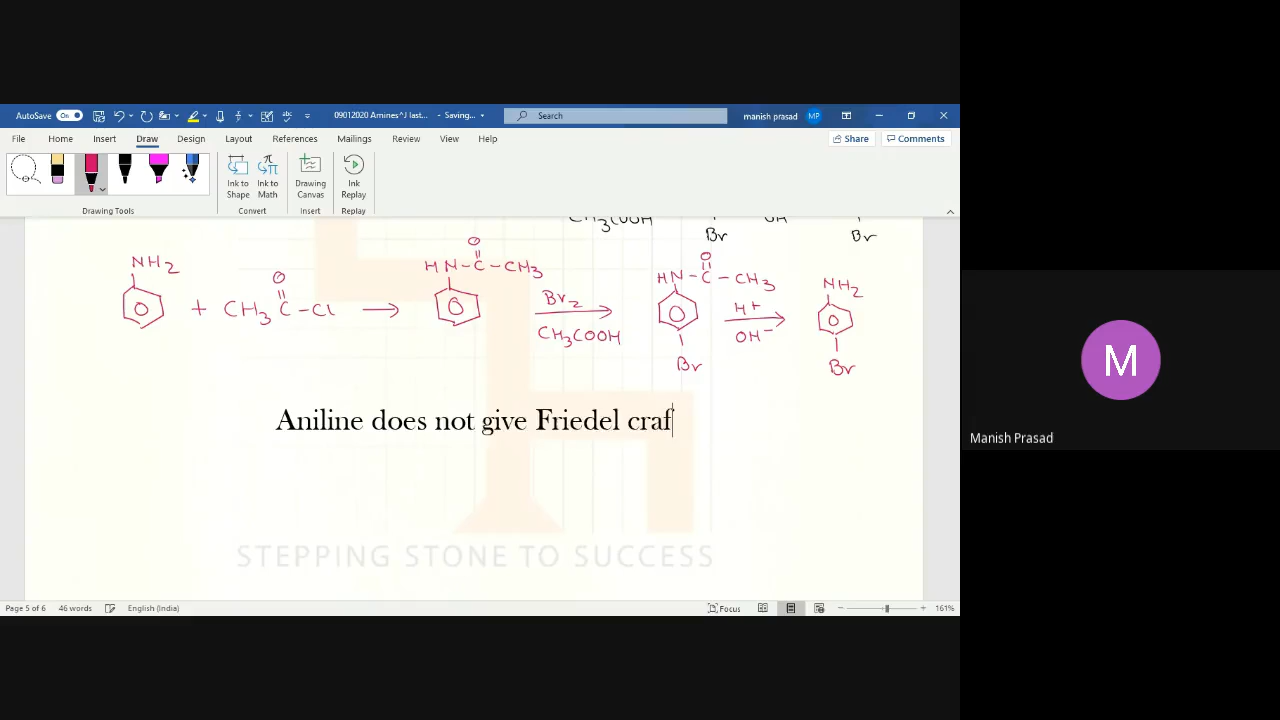 AutoSave On 09012020 Amines^J last... - Saving... Search manish prasad MP
File Home Insert Draw Design Layout References Mailings Review View Help Share Comments
Ink to Shape Ink to Math Drawing Canvas Ink Replay
Drawing Tools Convert Insert Replay
CH3COOH Br OH Br
NH2 + CH3 C O Cl → HN-C-CH3 O Br2 CH3COOH → HN-C-CH3 O Br H+ OH- → NH2 Br
Aniline does not give Friedel craf
STEPPING STONE TO SUCCESS
Page 5 of 6 46 words English (India) Focus 161%
M
Manish Prasad